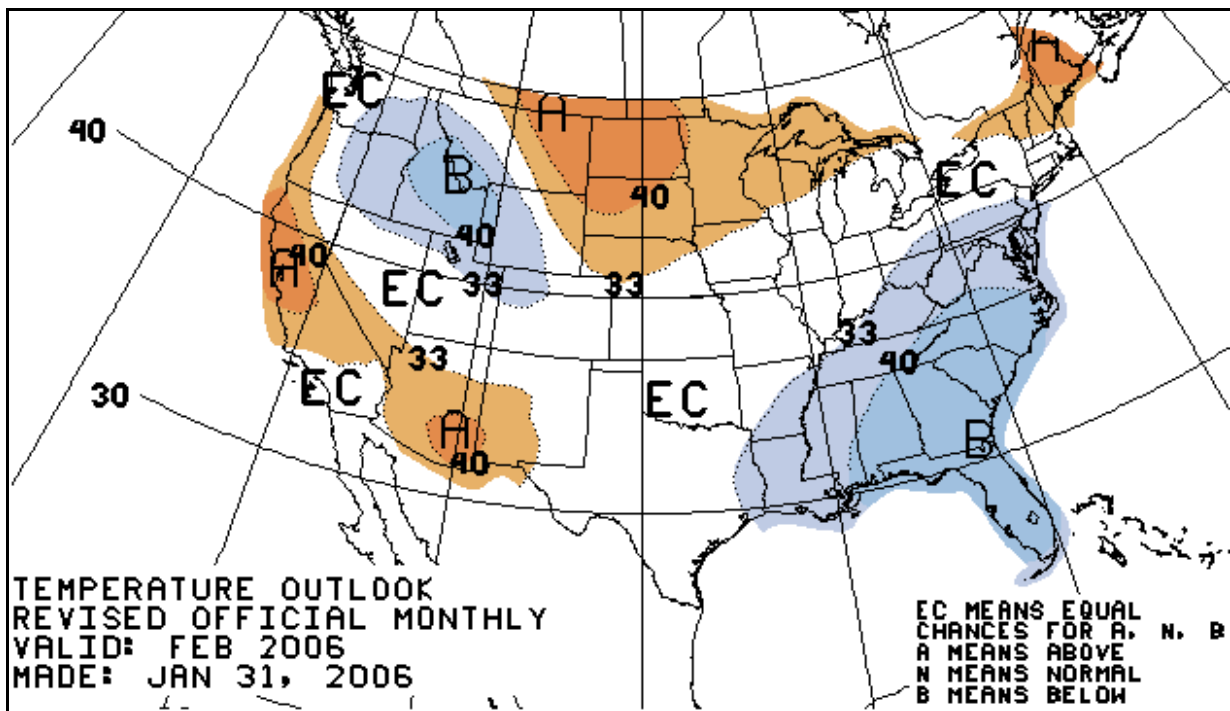 A
EC
40
A
B
EC
40
40
A
40
EC
33
33
33
33
40
30
EC
EC
A
40
B
TEMPERATURE OUTLOOK
REVISED OFFICIAL MONTHLY
VALID: FEB 2006
MADE: JAN 31, 2006
EC MEANS EQUAL
CHANCES FOR A, N, B
A MEANS ABOVE
N MEANS NORMAL
B MEANS BELOW